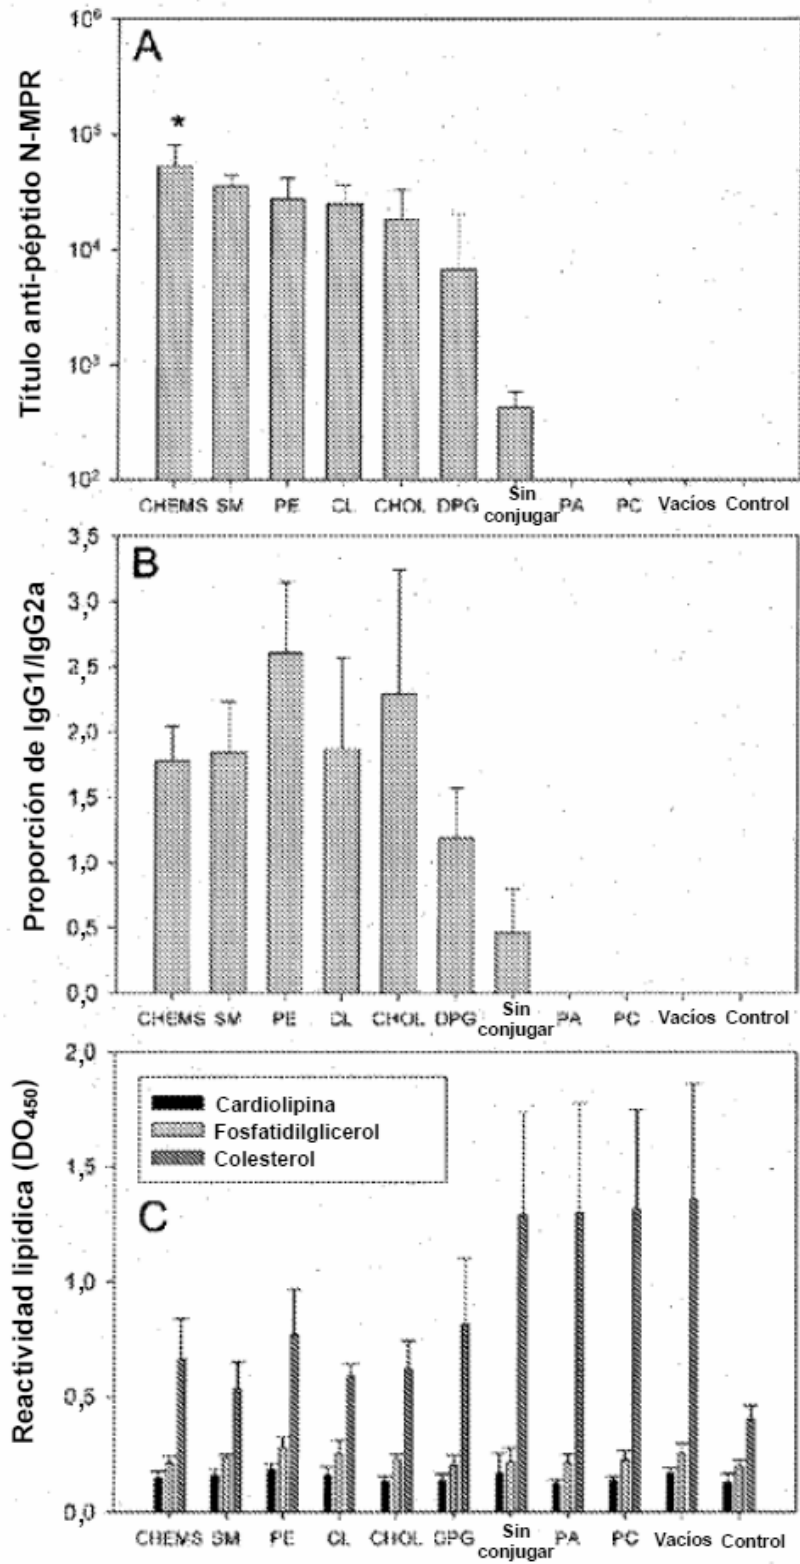 A
Título anti-péptido N-MPR
10⁶
10⁵
*
10⁴
10³
10²
CHEMS SM PE CL CHOL DPG Sin conjugar PA PC Vacíos Control
B
Proporción de IgG1/IgG2a
3,5
3,0
2,5
2,0
1,5
1,0
0,5
0,0
CHEMS SM PE CL CHOL DPG Sin conjugar PA PC Vacíos Control
C
Reactividad lipídica (DO₄₅₀)
2,0
Cardiolipina
Fosfatidilglicerol
Colesterol
1,5
1,0
0,5
0,0
CHEMS SM PE CL CHOL DPG Sin conjugar PA PC Vacíos Control